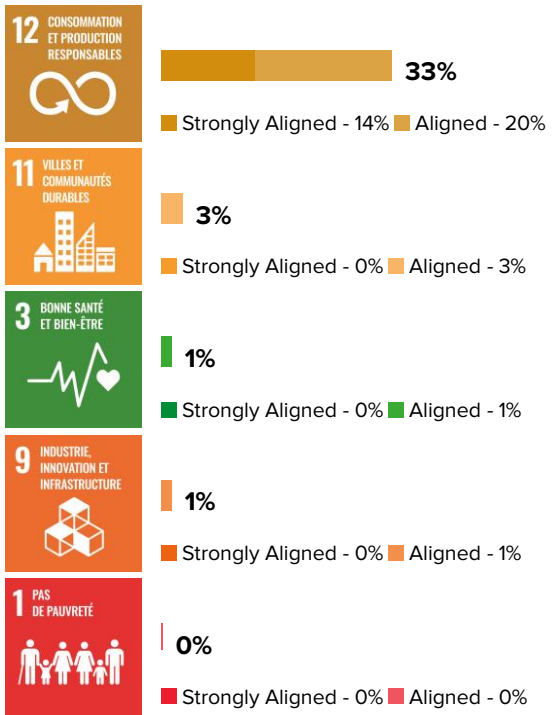 12 CONSOMMATION
ET PRODUCTION
RESPONSABLES
33%
Strongly Aligned - 14% Aligned - 20%
11 VILLES ET
COMMUNAUTÉS
DURABLES
3%
Strongly Aligned - 0% Aligned - 3%
3 BONNE SANTÉ
ET BIEN-ÊTRE
1%
Strongly Aligned - 0% Aligned - 1%
9 INDUSTRIE,
INNOVATION ET
INFRASTRUCTURE
1%
Strongly Aligned - 0% Aligned - 1%
1 PAS
DE PAUVRETÉ
0%
Strongly Aligned - 0% Aligned - 0%